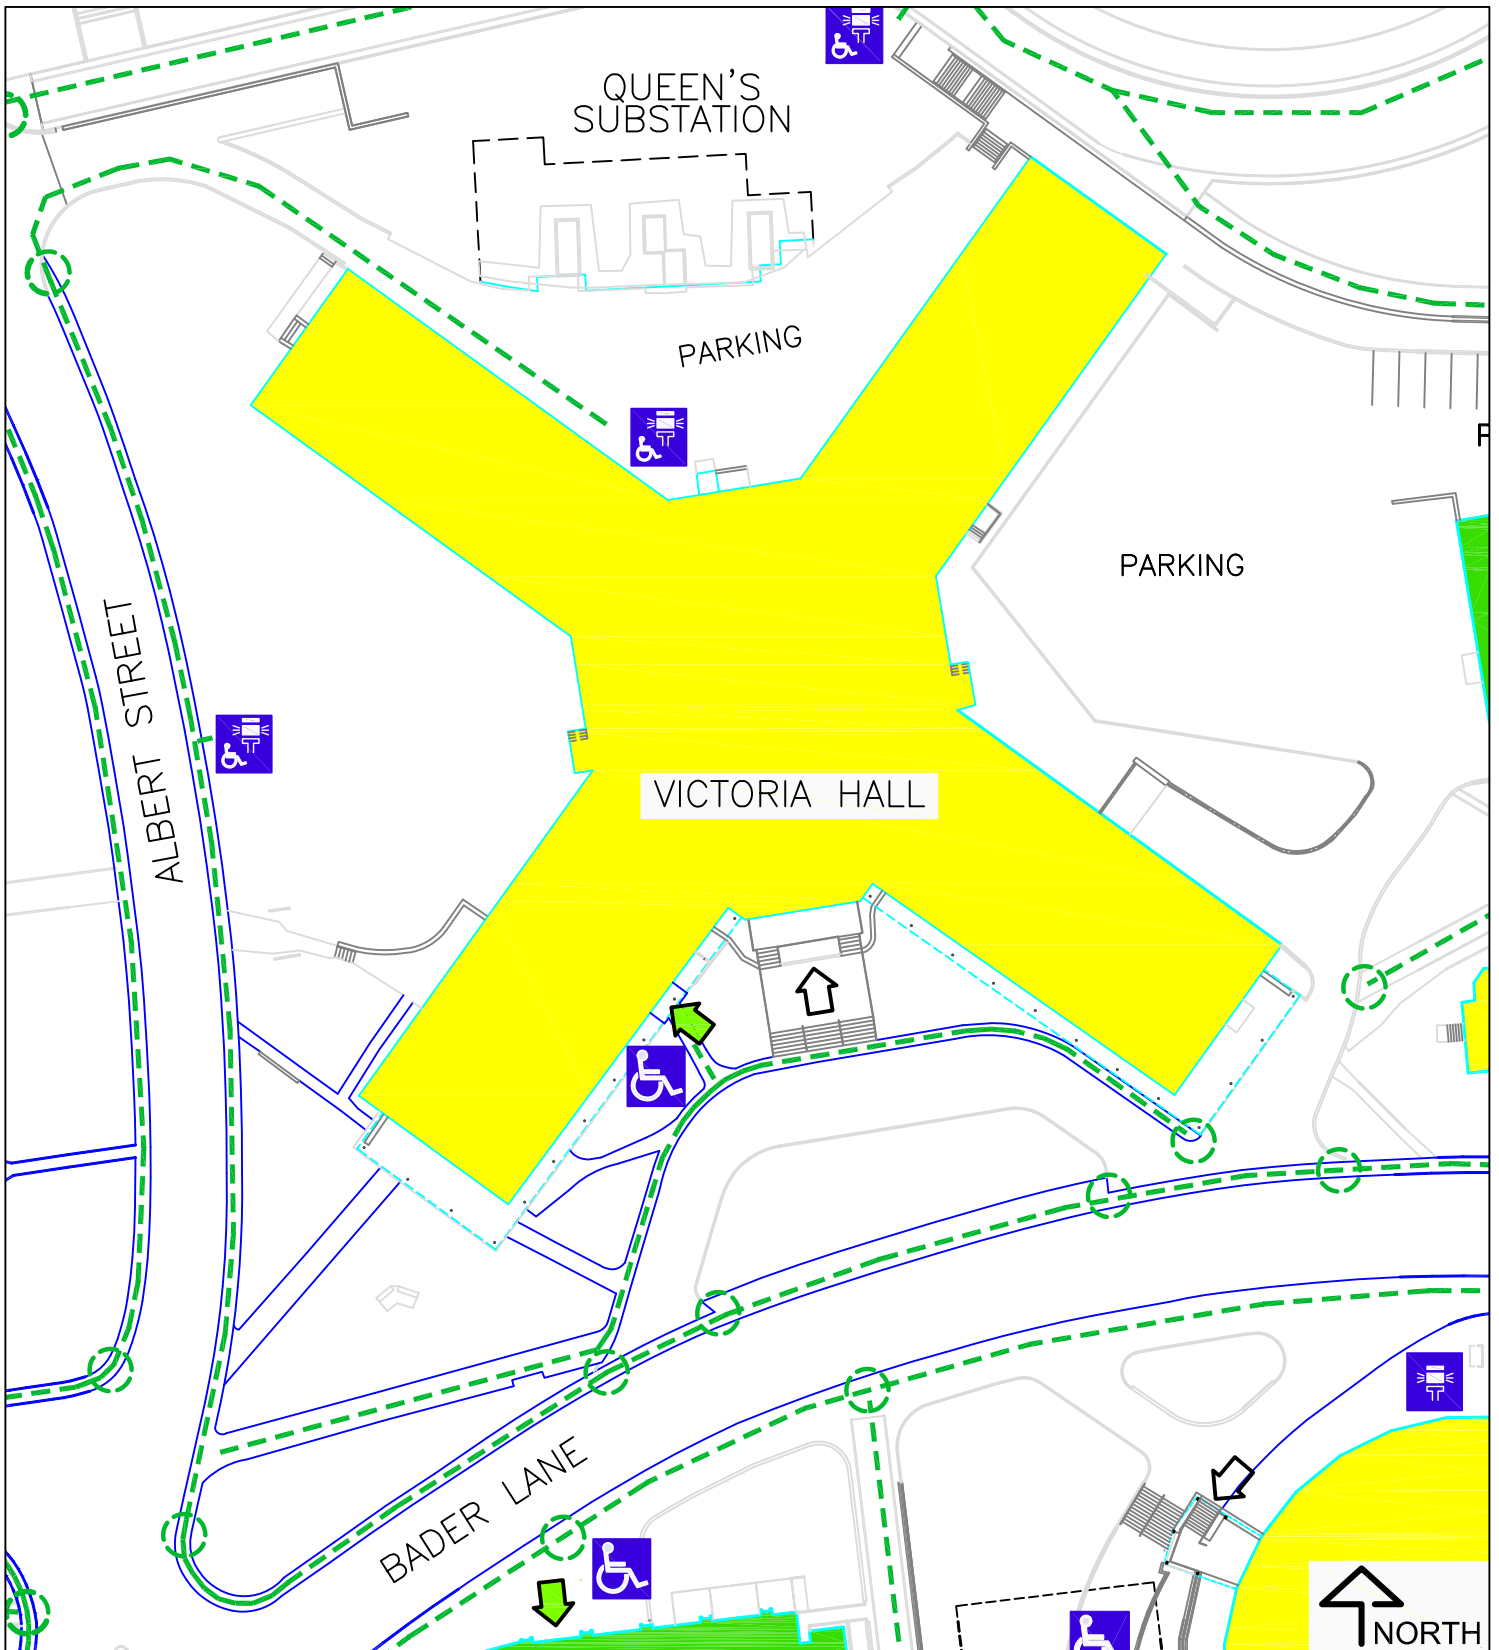 QUEEN'S
SUBSTATION
PARKING
PARKING
ALBERT STREET
VICTORIA HALL
BADER LANE
NORTH